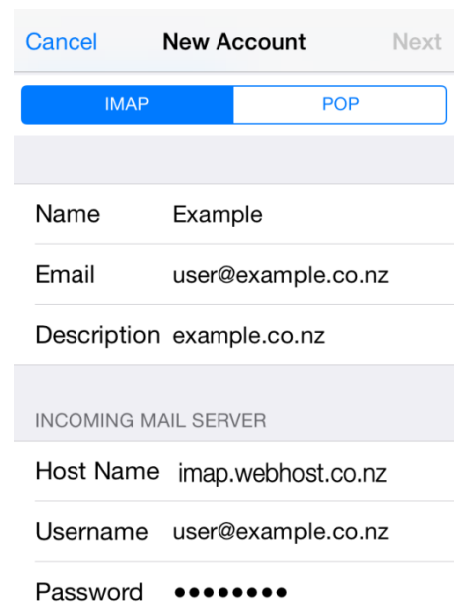 Cancel New Account Next
IMAP POP
Name Example
Email user@example.co.nz
Description example.co.nz
INCOMING MAIL SERVER
Host Name imap.webhost.co.nz
Username user@example.co.nz
Password ●●●●●●●●